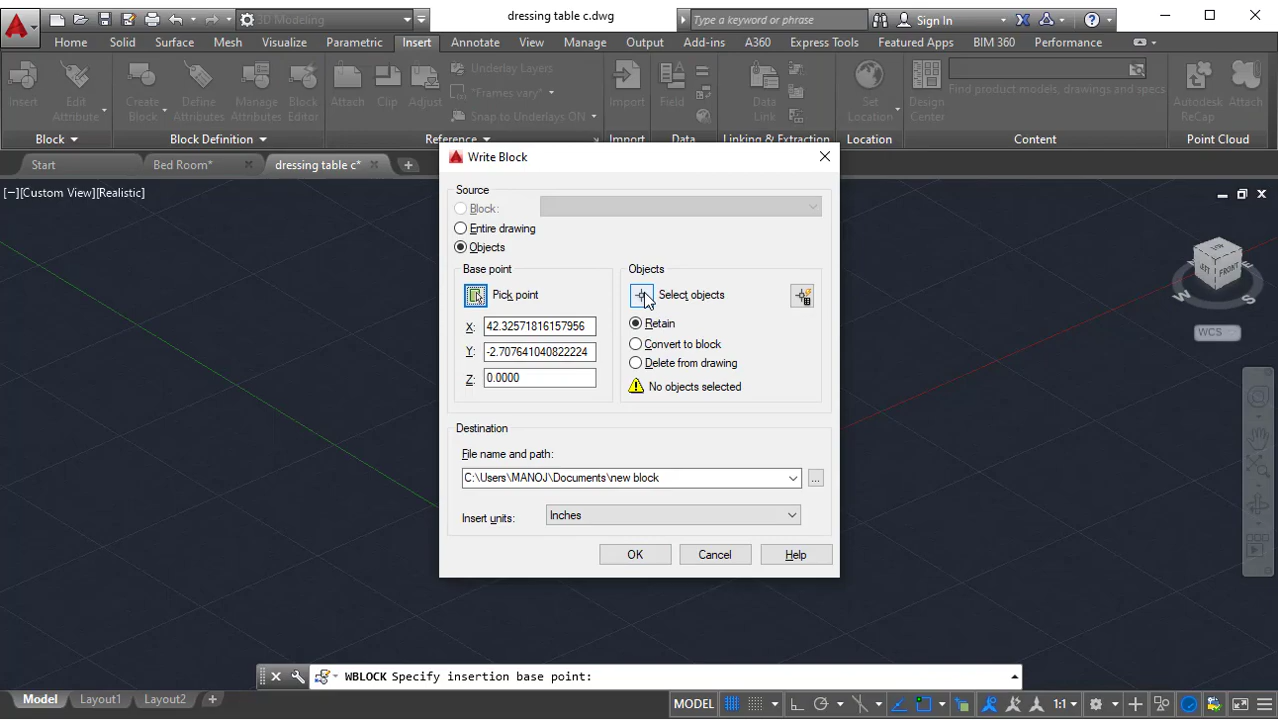 3D Modeling
dressing table c.dwg
Type a keyword or phrase
Sign In
Home
Solid
Surface
Mesh
Visualize
Parametric
Insert
Annotate
View
Manage
Output
Add-ins
A360
Express Tools
Featured Apps
BIM 360
Performance
Insert
Edit
Attribute
Create
Block
Define
Attributes
Manage
Attributes
Block
Editor
Attach
Clip
Adjust
Underlay Layers
*Frames vary*
Snap to Underlays ON
Import
Field
Data
Link
Set
Location
Design
Center
Find product models, drawings and specs
Autodesk
ReCap
Attach
Block
Block Definition
Reference
Import
Data
Linking & Extraction
Location
Content
Point Cloud
Start
Bed Room*
dressing table c*
[−][Custom View][Realistic]
Write Block
Source
Block:
Entire drawing
Objects
Base point
Pick point
X: 42.32571816157956
Y: -2.707641040822224
Z: 0.0000
Objects
Select objects
Retain
Convert to block
Delete from drawing
No objects selected
Destination
File name and path:
C:\Users\MANOJ\Documents\new block
...
Insert units:
Inches
OK
Cancel
Help
FRONT
W
S
WCS
WBLOCK Specify insertion base point:
Model
Layout1
Layout2
MODEL
1:1